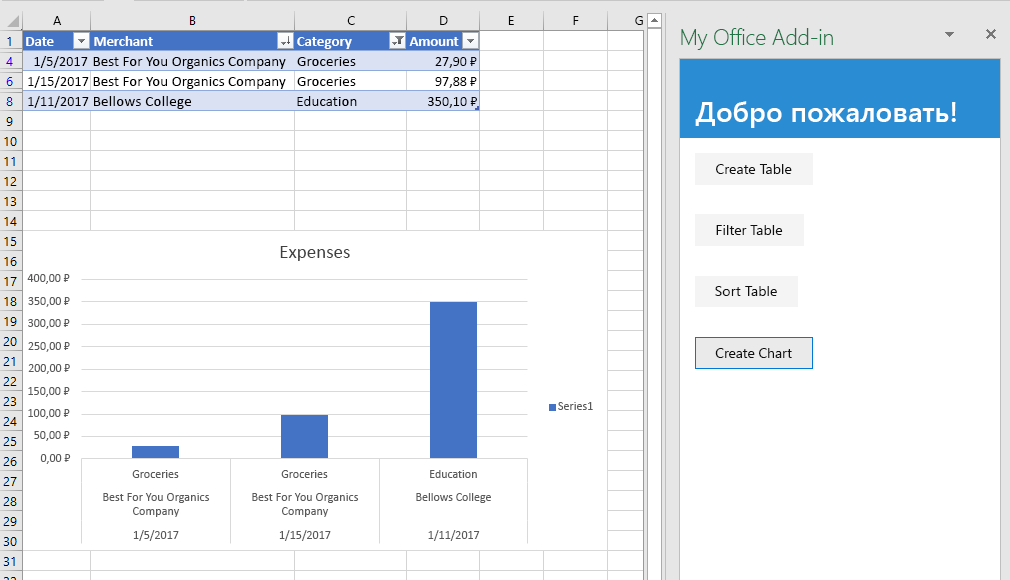 A B C D E F G
1 Date Merchant Category Amount
4 1/5/2017 Best For You Organics Company Groceries 27,90 ₽
6 1/15/2017 Best For You Organics Company Groceries 97,88 ₽
8 1/11/2017 Bellows College Education 350,10 ₽
9
10
11
12
13
14
15
16
17
18
19
20
21
22
23
24
25
26
27
28
29
30
31
Expenses
400,00 ₽
350,00 ₽
300,00 ₽
250,00 ₽
200,00 ₽
150,00 ₽
100,00 ₽
50,00 ₽
0,00 ₽
Series1
Groceries Groceries Education
Best For You Organics Best For You Organics Bellows College
Company Company
1/5/2017 1/15/2017 1/11/2017
My Office Add-in
Добро пожаловать!
Create Table
Filter Table
Sort Table
Create Chart